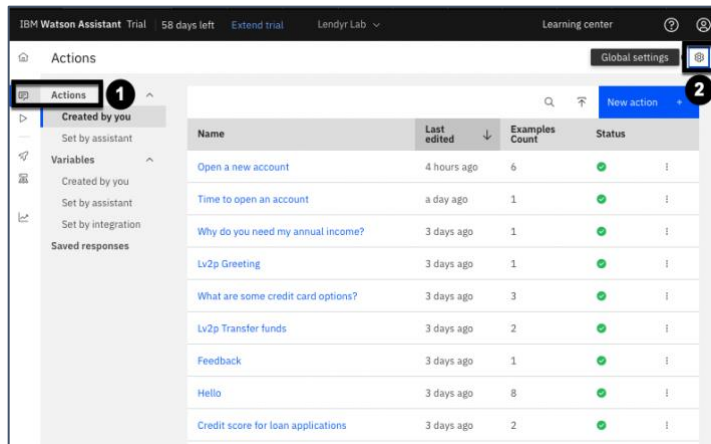 IBM Watson Assistant Trial 58 days left Extend trial Lendyr Lab Learning center
Actions Global settings
Actions 1 2
Created by you New action +
Set by assistant
Variables
Created by you
Set by assistant
Set by integration
Saved responses
Name Last edited Examples Count Status
Open a new account 4 hours ago 6
Time to open an account a day ago 1
Why do you need my annual income? 3 days ago 1
Lv2p Greeting 3 days ago 1
What are some credit card options? 3 days ago 3
Lv2p Transfer funds 3 days ago 2
Feedback 3 days ago 1
Hello 3 days ago 8
Credit score for loan applications 3 days ago 2